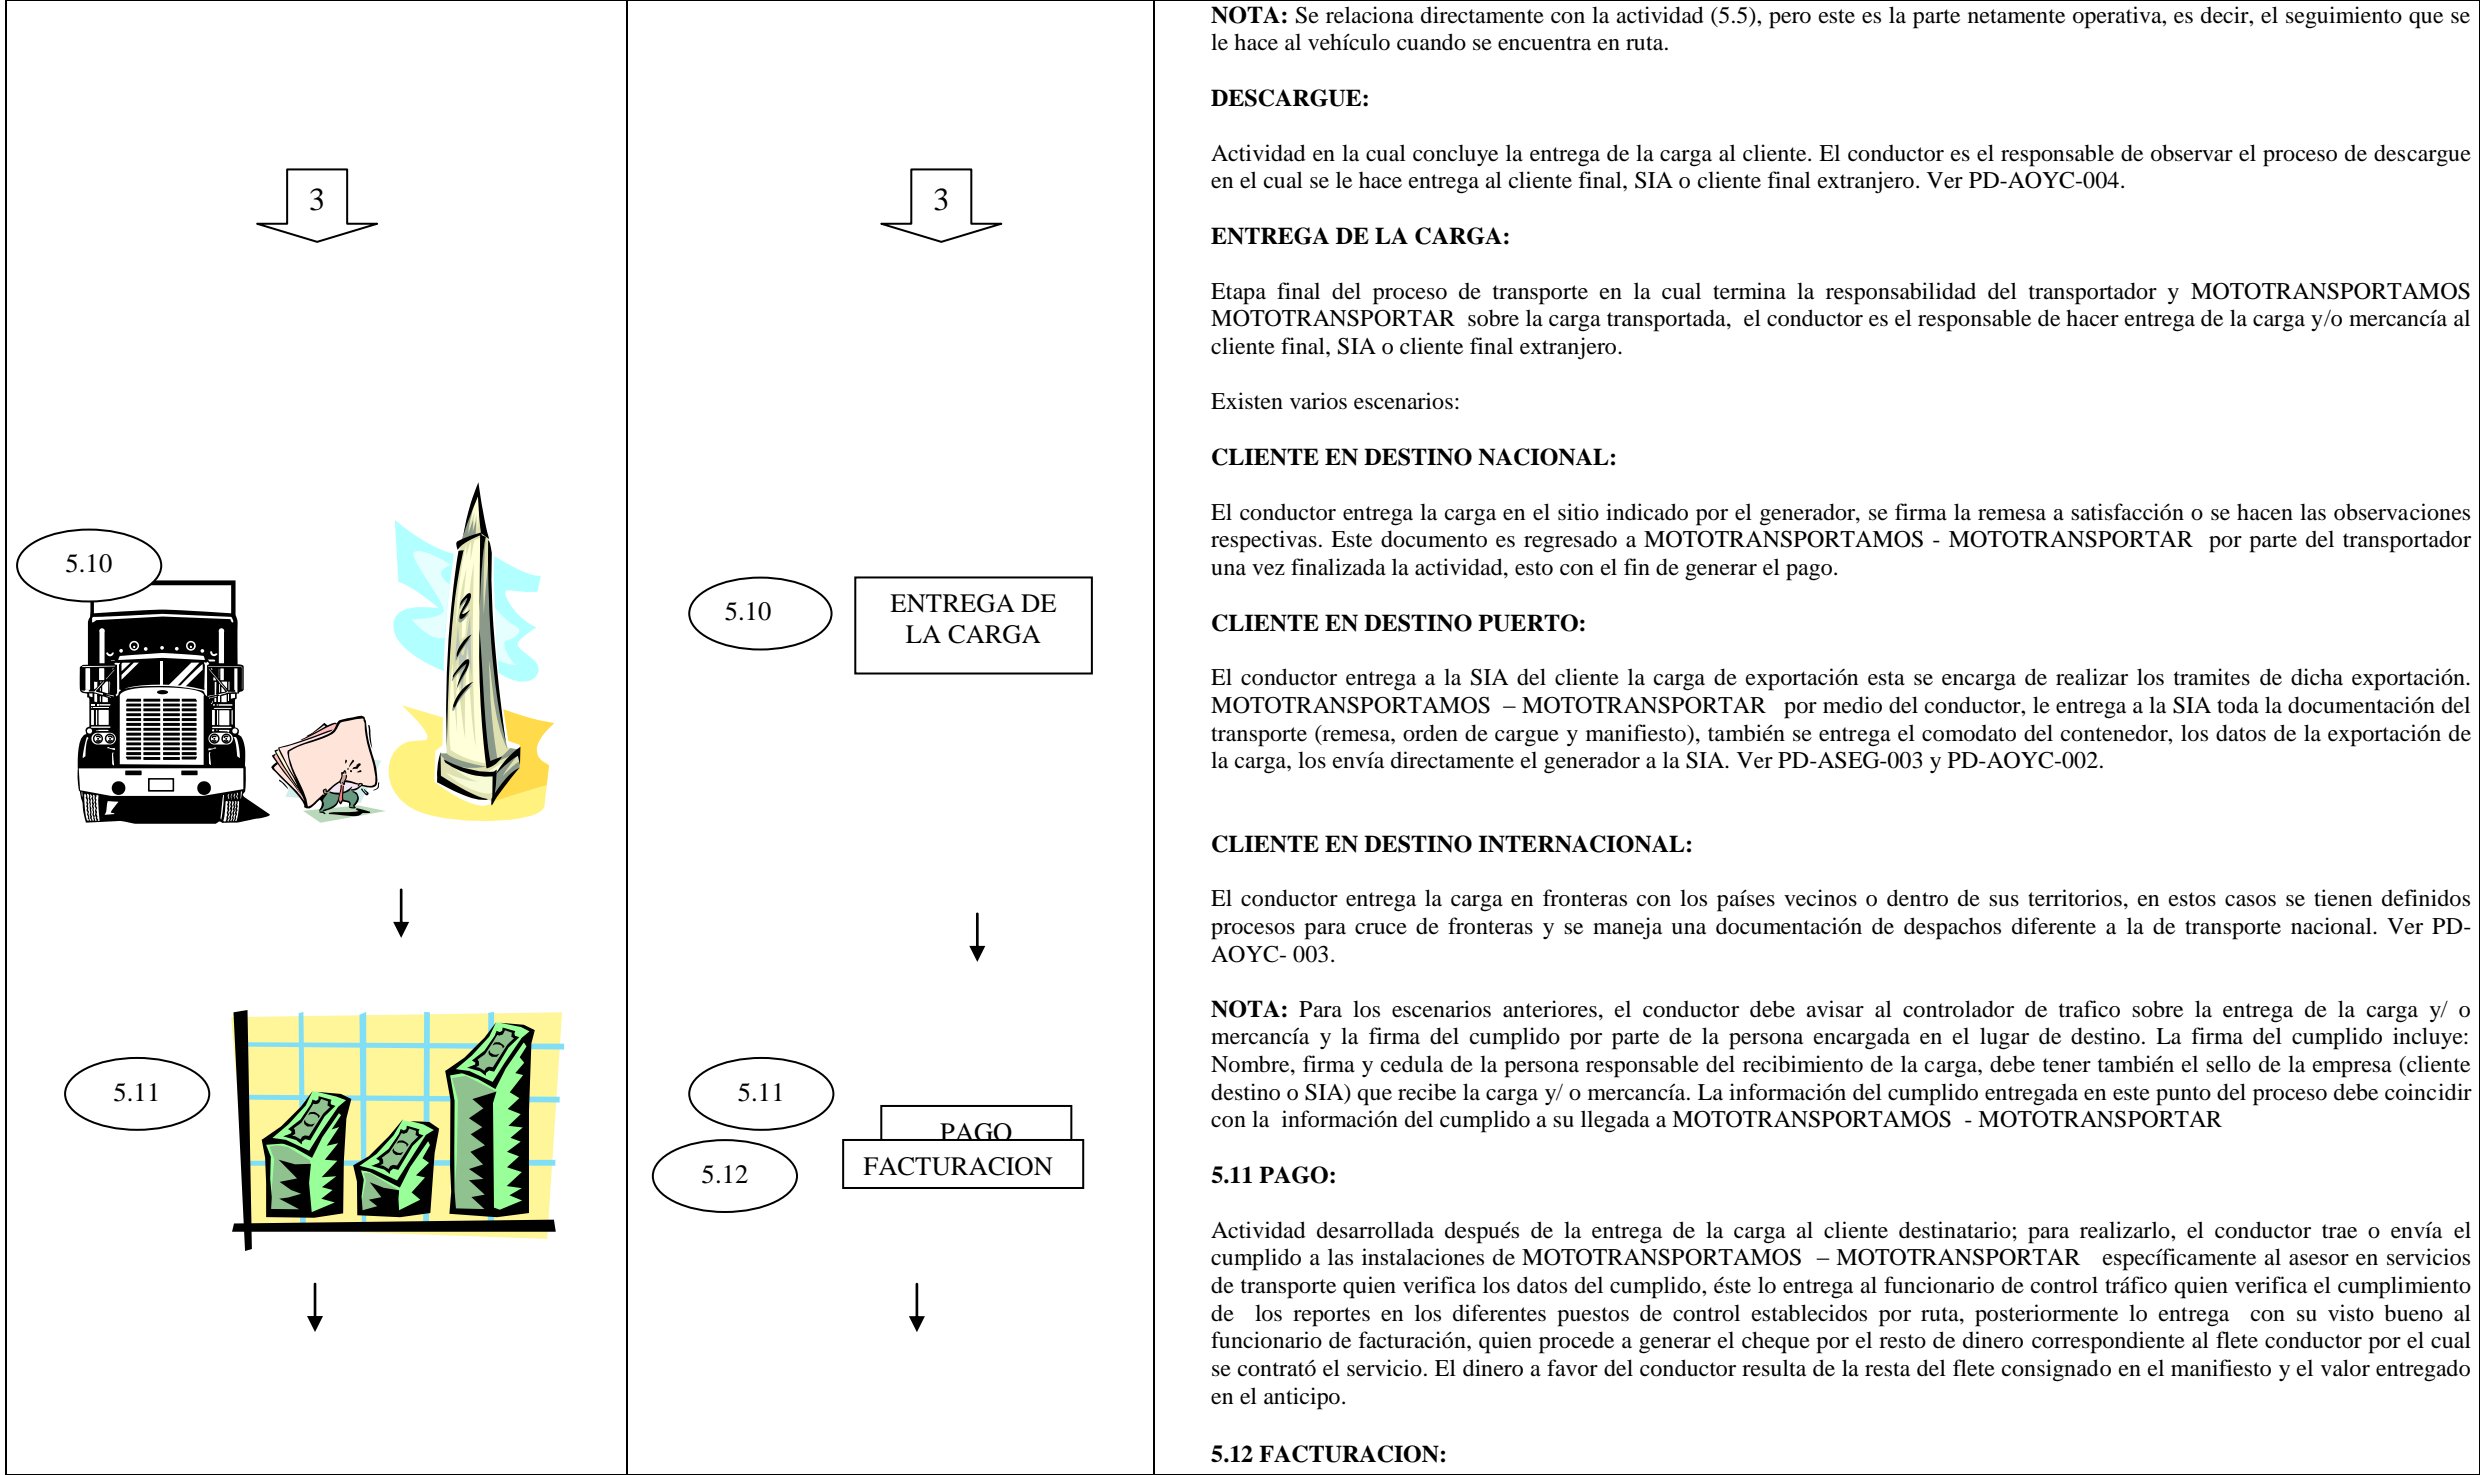 3
5.10
5.11
3
5.10
ENTREGA DE
LA CARGA
5.11
PAGO
5.12
FACTURACION
NOTA: Se relaciona directamente con la actividad (5.5), pero este es la parte netamente operativa, es decir, el seguimiento que se
le hace al vehículo cuando se encuentra en ruta.
DESCARGUE:
Actividad en la cual concluye la entrega de la carga al cliente. El conductor es el responsable de observar el proceso de descargue
en el cual se le hace entrega al cliente final, SIA o cliente final extranjero. Ver PD-AOYC-004.
ENTREGA DE LA CARGA:
Etapa final del proceso de transporte en la cual termina la responsabilidad del transportador y MOTOTRANSPORTAMOS
MOTOTRANSPORTAR sobre la carga transportada, el conductor es el responsable de hacer entrega de la carga y/o mercancía al
cliente final, SIA o cliente final extranjero.
Existen varios escenarios:
CLIENTE EN DESTINO NACIONAL:
El conductor entrega la carga en el sitio indicado por el generador, se firma la remesa a satisfacción o se hacen las observaciones
respectivas. Este documento es regresado a MOTOTRANSPORTAMOS - MOTOTRANSPORTAR por parte del transportador
una vez finalizada la actividad, esto con el fin de generar el pago.
CLIENTE EN DESTINO PUERTO:
El conductor entrega a la SIA del cliente la carga de exportación esta se encarga de realizar los tramites de dicha exportación.
MOTOTRANSPORTAMOS – MOTOTRANSPORTAR por medio del conductor, le entrega a la SIA toda la documentación del
transporte (remesa, orden de cargue y manifiesto), también se entrega el comodato del contenedor, los datos de la exportación de
la carga, los envía directamente el generador a la SIA. Ver PD-ASEG-003 y PD-AOYC-002.
CLIENTE EN DESTINO INTERNACIONAL:
El conductor entrega la carga en fronteras con los países vecinos o dentro de sus territorios, en estos casos se tienen definidos
procesos para cruce de fronteras y se maneja una documentación de despachos diferente a la de transporte nacional. Ver PD-
AOYC- 003.
NOTA: Para los escenarios anteriores, el conductor debe avisar al controlador de trafico sobre la entrega de la carga y/ o
mercancía y la firma del cumplido por parte de la persona encargada en el lugar de destino. La firma del cumplido incluye:
Nombre, firma y cedula de la persona responsable del recibimiento de la carga, debe tener también el sello de la empresa (cliente
destino o SIA) que recibe la carga y/ o mercancía. La información del cumplido entregada en este punto del proceso debe coincidir
con la información del cumplido a su llegada a MOTOTRANSPORTAMOS - MOTOTRANSPORTAR
5.11 PAGO:
Actividad desarrollada después de la entrega de la carga al cliente destinatario; para realizarlo, el conductor trae o envía el
cumplido a las instalaciones de MOTOTRANSPORTAMOS – MOTOTRANSPORTAR específicamente al asesor en servicios
de transporte quien verifica los datos del cumplido, éste lo entrega al funcionario de control tráfico quien verifica el cumplimiento
de los reportes en los diferentes puestos de control establecidos por ruta, posteriormente lo entrega con su visto bueno al
funcionario de facturación, quien procede a generar el cheque por el resto de dinero correspondiente al flete conductor por el cual
se contrató el servicio. El dinero a favor del conductor resulta de la resta del flete consignado en el manifiesto y el valor entregado
en el anticipo.
5.12 FACTURACION: